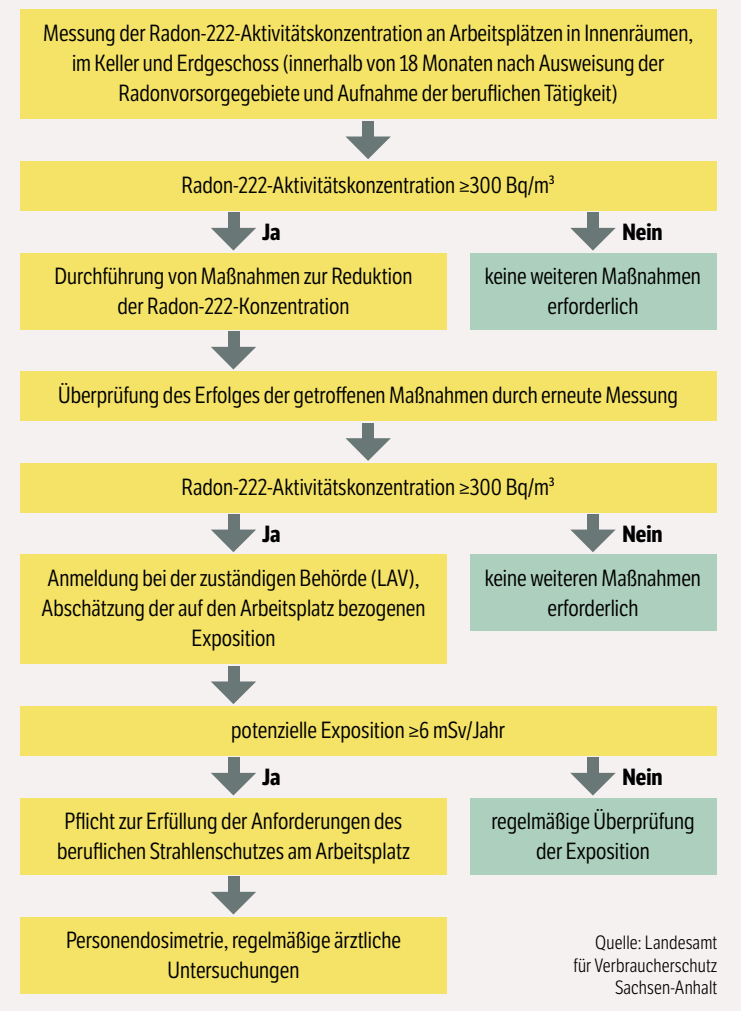 Messung der Radon-222-Aktivitätskonzentration an Arbeitsplätzen in Innenräumen,
im Keller und Erdgeschoss (innerhalb von 18 Monaten nach Ausweisung der
Radonvorsorgegebiete und Aufnahme der beruflichen Tätigkeit)
Radon-222-Aktivitätskonzentration ≥300 Bq/m³
Ja
Nein
Durchführung von Maßnahmen zur Reduktion
der Radon-222-Konzentration
keine weiteren Maßnahmen
erforderlich
Überprüfung des Erfolges der getroffenen Maßnahmen durch erneute Messung
Radon-222-Aktivitätskonzentration ≥300 Bq/m³
Ja
Nein
Anmeldung bei der zuständigen Behörde (LAV),
Abschätzung der auf den Arbeitsplatz bezogenen
Exposition
keine weiteren Maßnahmen
erforderlich
potenzielle Exposition ≥6 mSv/Jahr
Ja
Nein
Pflicht zur Erfüllung der Anforderungen des
beruflichen Strahlenschutzes am Arbeitsplatz
regelmäßige Überprüfung
der Exposition
Personendosimetrie, regelmäßige ärztliche
Untersuchungen
Quelle: Landesamt
für Verbraucherschutz
Sachsen-Anhalt